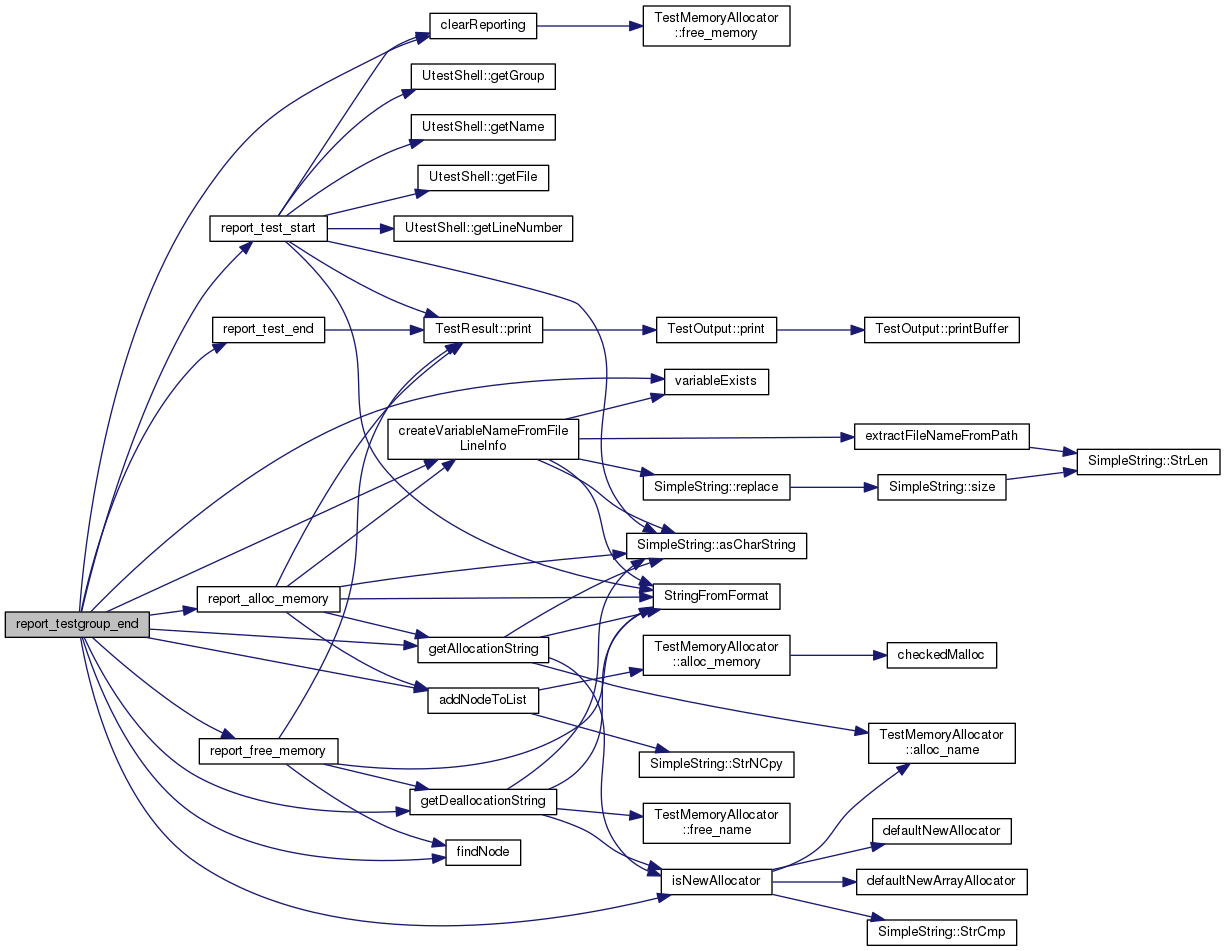 clearReporting
TestMemoryAllocator
::free_memory
UtestShell::getGroup
UtestShell::getName
UtestShell::getFile
report_test_start
UtestShell::getLineNumber
report_test_end
TestResult::print
TestOutput::print
TestOutput::printBuffer
variableExists
createVariableNameFromFile
LineInfo
extractFileNameFromPath
SimpleString::StrLen
SimpleString::replace
SimpleString::size
SimpleString::asCharString
report_alloc_memory
StringFromFormat
report_testgroup_end
getAllocationString
TestMemoryAllocator
::alloc_memory
checkedMalloc
addNodeToList
report_free_memory
SimpleString::StrNCpy
TestMemoryAllocator
::alloc_name
getDeallocationString
TestMemoryAllocator
::free_name
defaultNewAllocator
findNode
isNewAllocator
defaultNewArrayAllocator
SimpleString::StrCmp